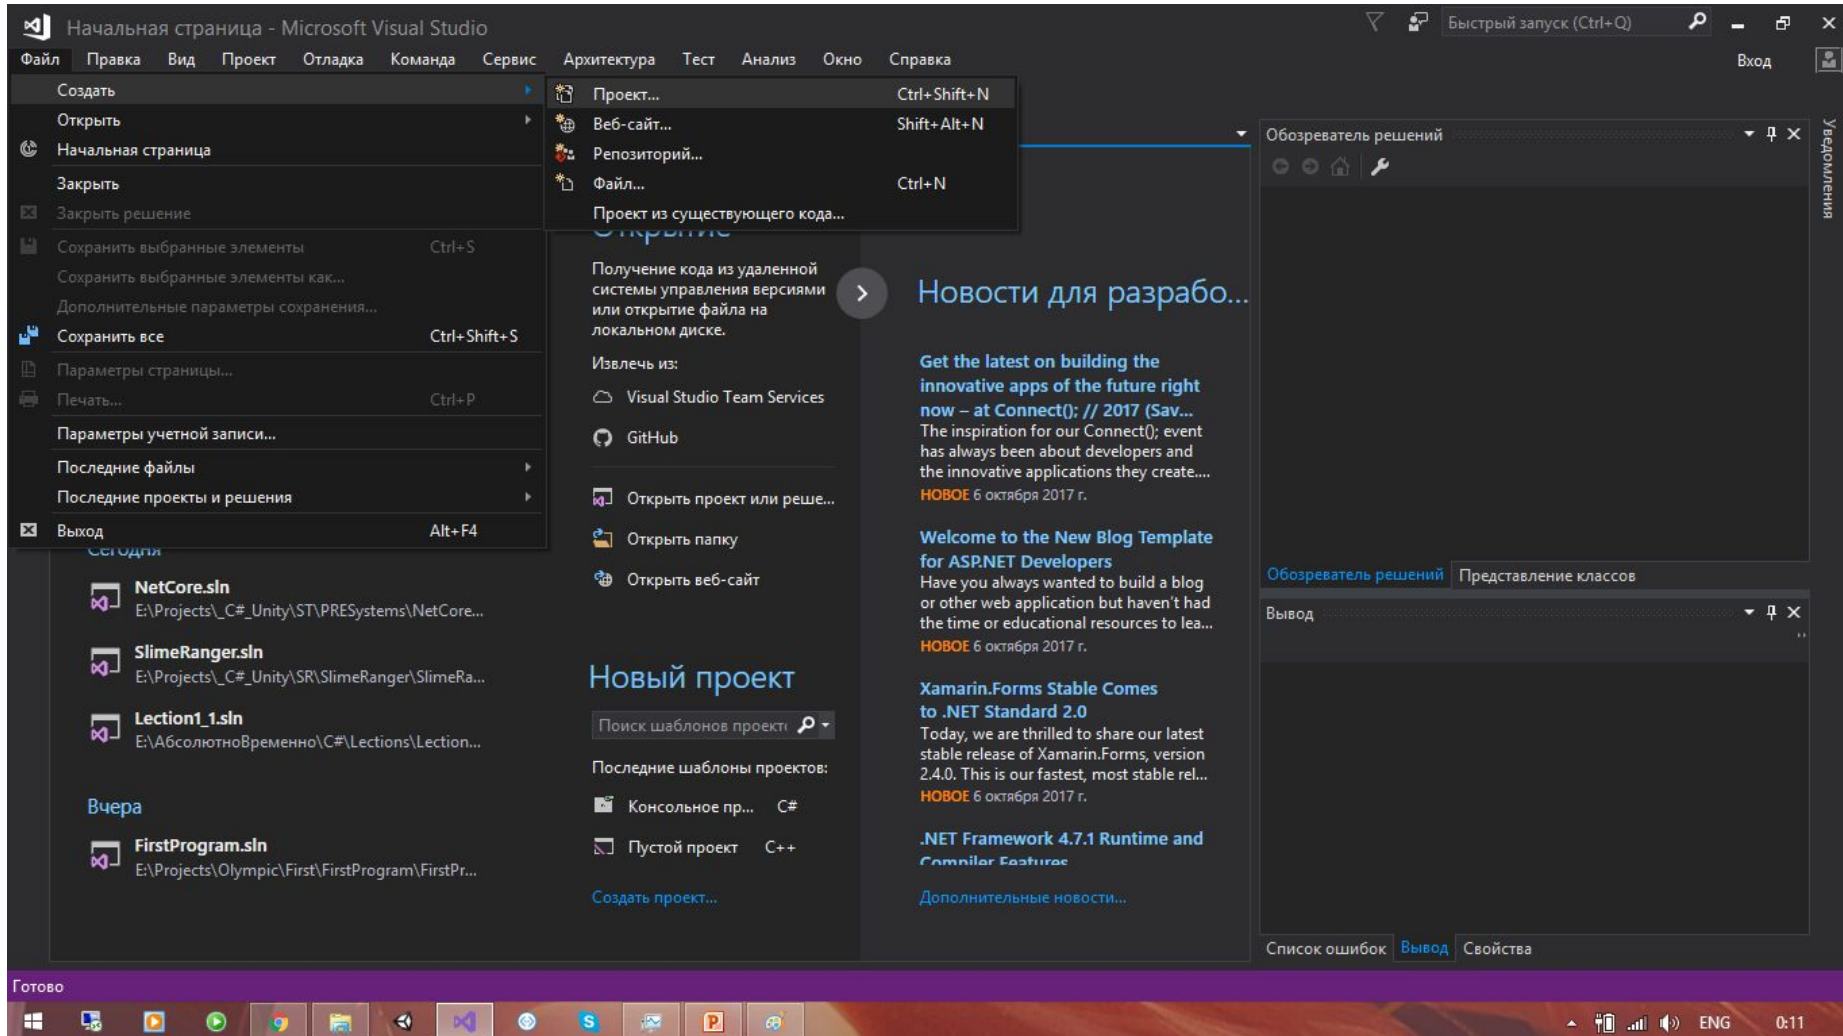 Начальная страница - Microsoft Visual Studio
Быстрый запуск (Ctrl+Q)
Файл Правка Вид Проект Отладка Команда Сервис Архитектура Тест Анализ Окно Справка
Вход
Создать
Открыть
Начальная страница
Закрыть
Закрыть решение
Сохранить выбранные элементы Ctrl+S
Сохранить выбранные элементы как...
Дополнительные параметры сохранения...
Сохранить все Ctrl+Shift+S
Параметры страницы...
Печать... Ctrl+P
Параметры учетной записи...
Последние файлы
Последние проекты и решения
Выход Alt+F4
Проект... Ctrl+Shift+N
Веб-сайт... Shift+Alt+N
Репозиторий...
Файл... Ctrl+N
Проект из существующего кода...
Сегодня
NetCore.sln
E:\Projects\_C#_Unity\ST\PRESystems\NetCore...
SlimeRanger.sln
E:\Projects\_C#_Unity\SR\SlimeRanger\SlimeRa...
Lection1_1.sln
E:\АбсолютноВременно\C#\Lections\Lection...
Вчера
FirstProgram.sln
E:\Projects\Olympic\First\FirstProgram\FirstPr...
Открытие
Получение кода из удаленной
системы управления версиями
или открытие файла на
локальном диске.
Извлечь из:
Visual Studio Team Services
GitHub
Открыть проект или реше...
Открыть папку
Открыть веб-сайт
Новый проект
Поиск шаблонов проекто
Последние шаблоны проектов:
Консольное пр... C#
Пустой проект C++
Создать проект...
Новости для разрабо...
Get the latest on building the
innovative apps of the future right
now – at Connect(); // 2017 (Sav...
The inspiration for our Connect(); event
has always been about developers and
the innovative applications they create....
НОВОЕ 6 октября 2017 г.
Welcome to the New Blog Template
for ASP.NET Developers
Have you always wanted to build a blog
or other web application but haven't had
the time or educational resources to lea...
НОВОЕ 6 октября 2017 г.
Xamarin.Forms Stable Comes
to .NET Standard 2.0
Today, we are thrilled to share our latest
stable release of Xamarin.Forms, version
2.4.0. This is our fastest, most stable rel...
НОВОЕ 6 октября 2017 г.
.NET Framework 4.7.1 Runtime and
Compiler Features
Дополнительные новости...
Обозреватель решений
Обозреватель решений Представление классов
Вывод
Список ошибок Вывод Свойства
Уведомления
Готово
ENG 0:11